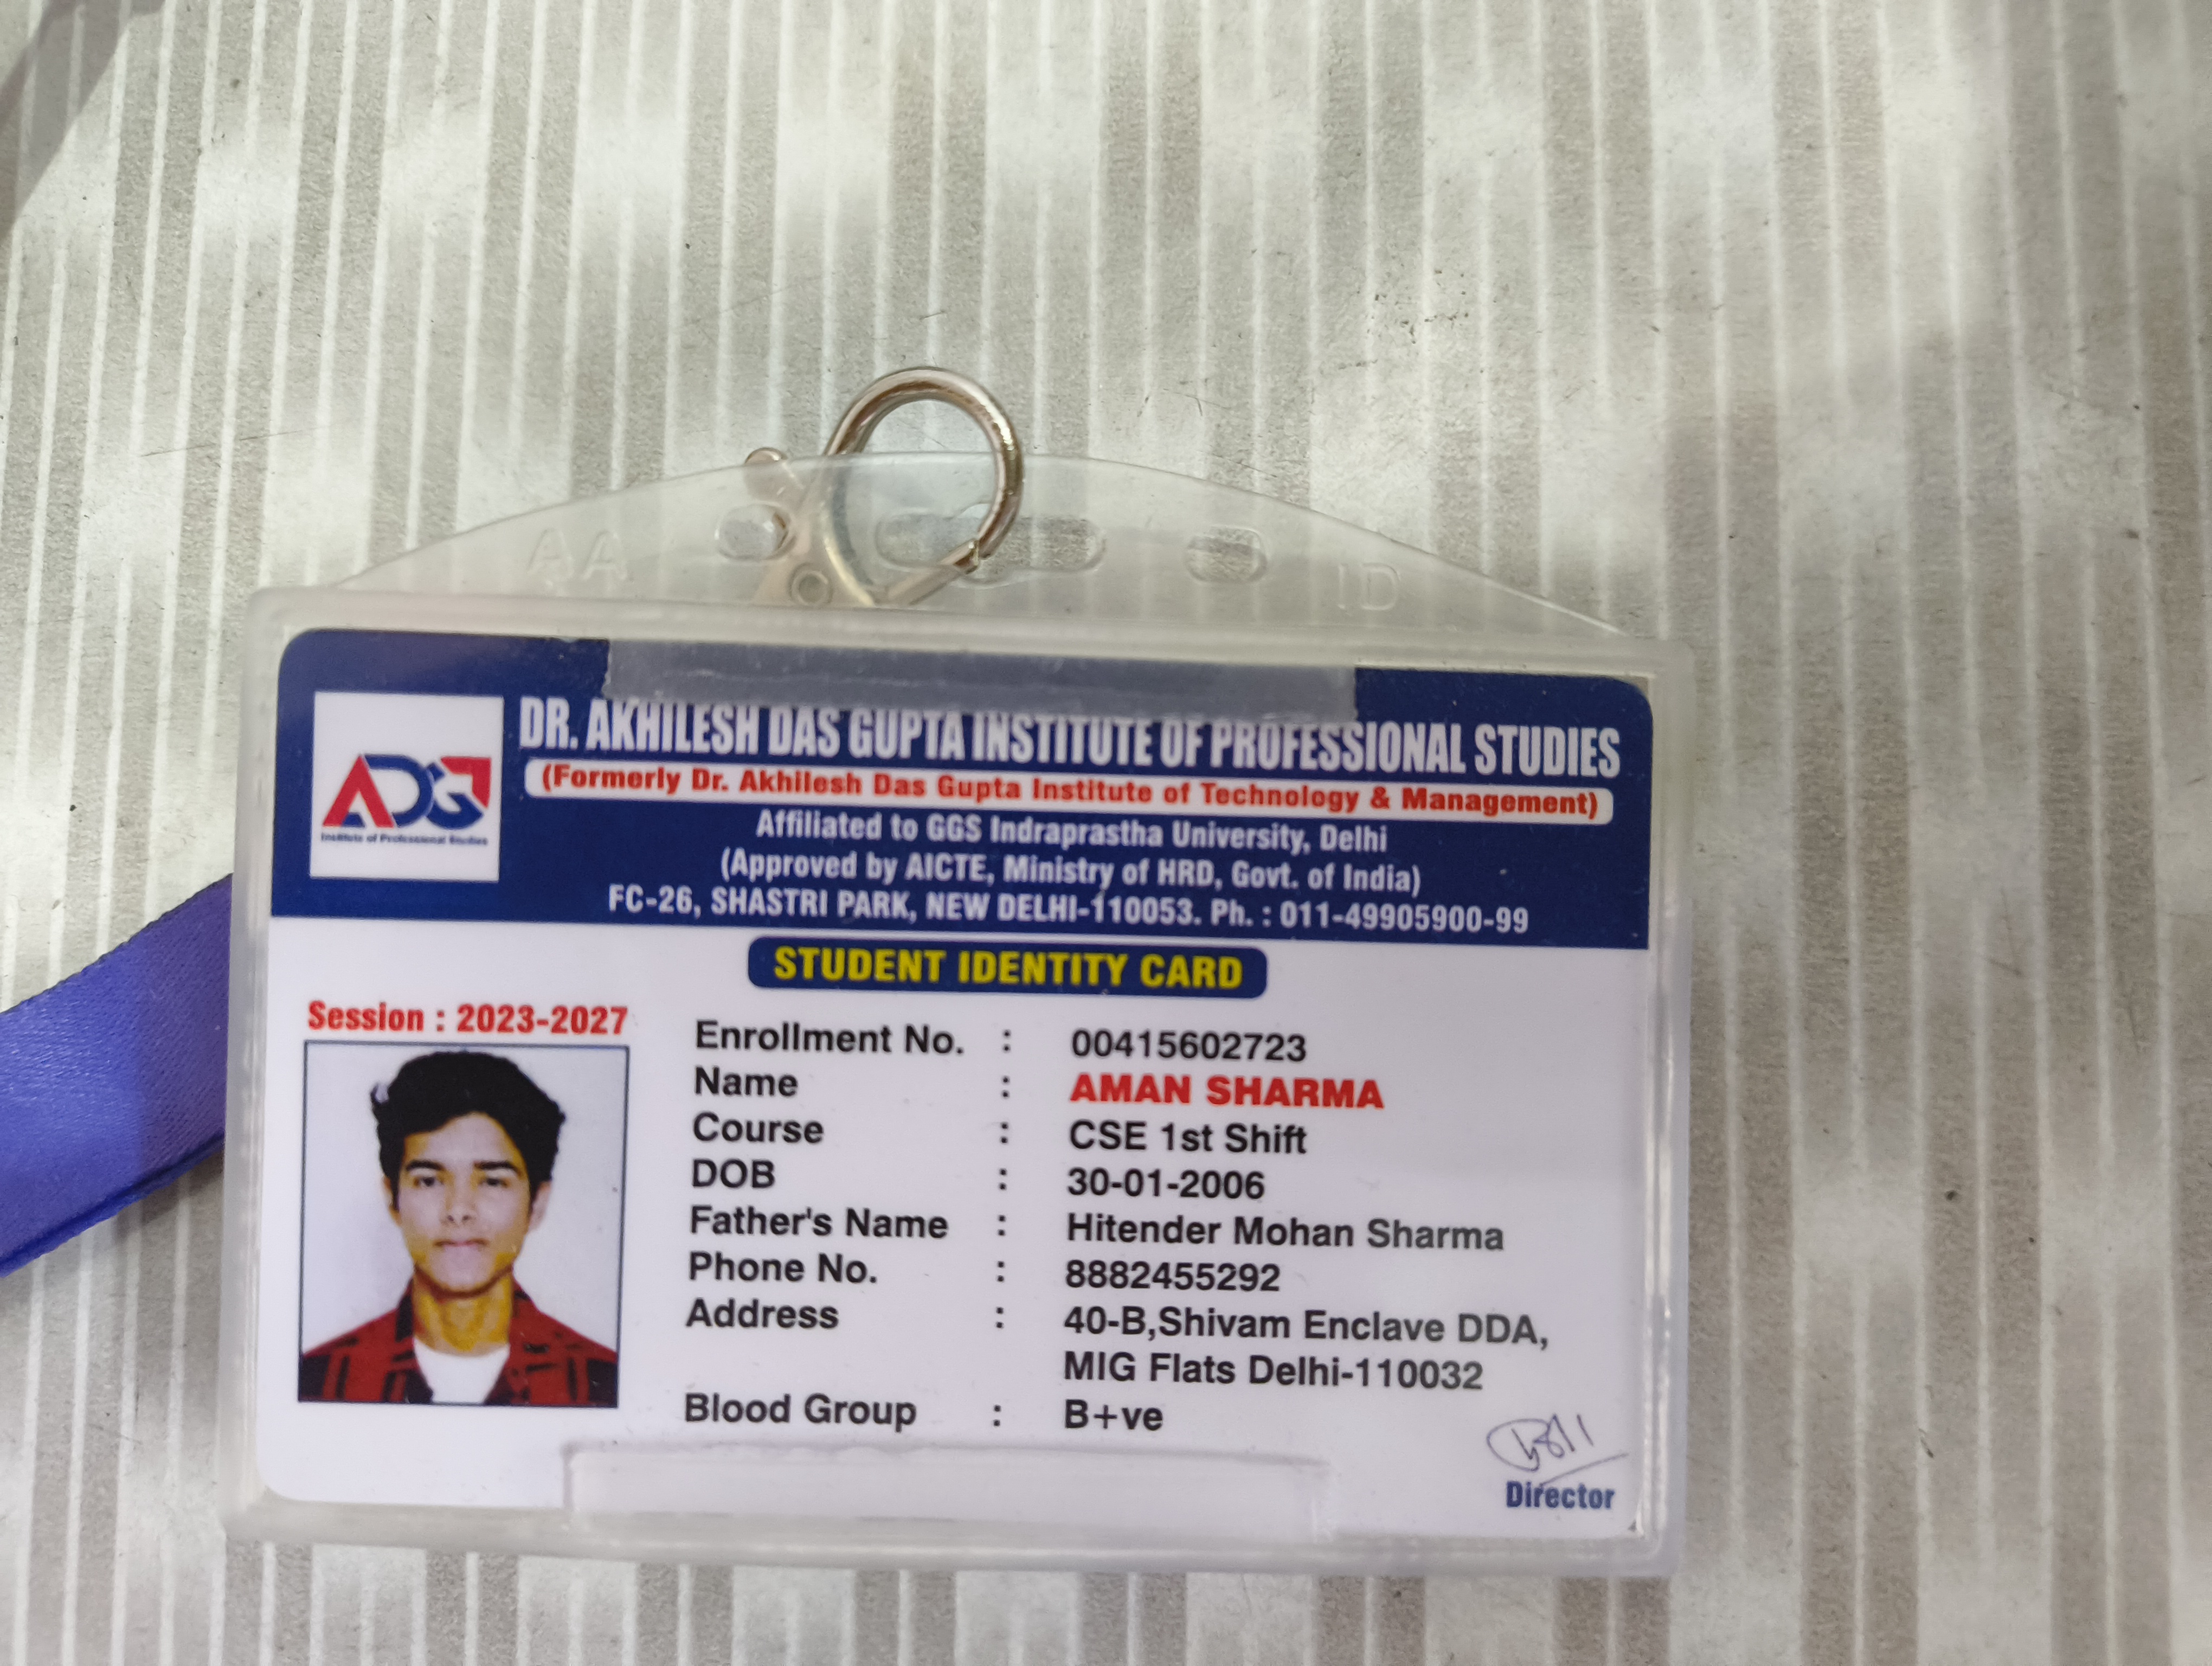 AA ID
DR. AKHILESH DAS GUPTA INSTITUTE OF PROFESSIONAL STUDIES
(Formerly Dr. Akhilesh Das Gupta Institute of Technology & Management)
ADG
Institute of Professional Studies
Affiliated to GGS Indraprastha University, Delhi
(Approved by AICTE, Ministry of HRD, Govt. of India)
FC-26, SHASTRI PARK, NEW DELHI-110053. Ph. : 011-49905900-99
STUDENT IDENTITY CARD
Session : 2023-2027
Enrollment No. : 00415602723
Name : AMAN SHARMA
Course : CSE 1st Shift
DOB : 30-01-2006
Father's Name : Hitender Mohan Sharma
Phone No. : 8882455292
Address : 40-B,Shivam Enclave DDA,
MIG Flats Delhi-110032
Blood Group : B+ve
Director